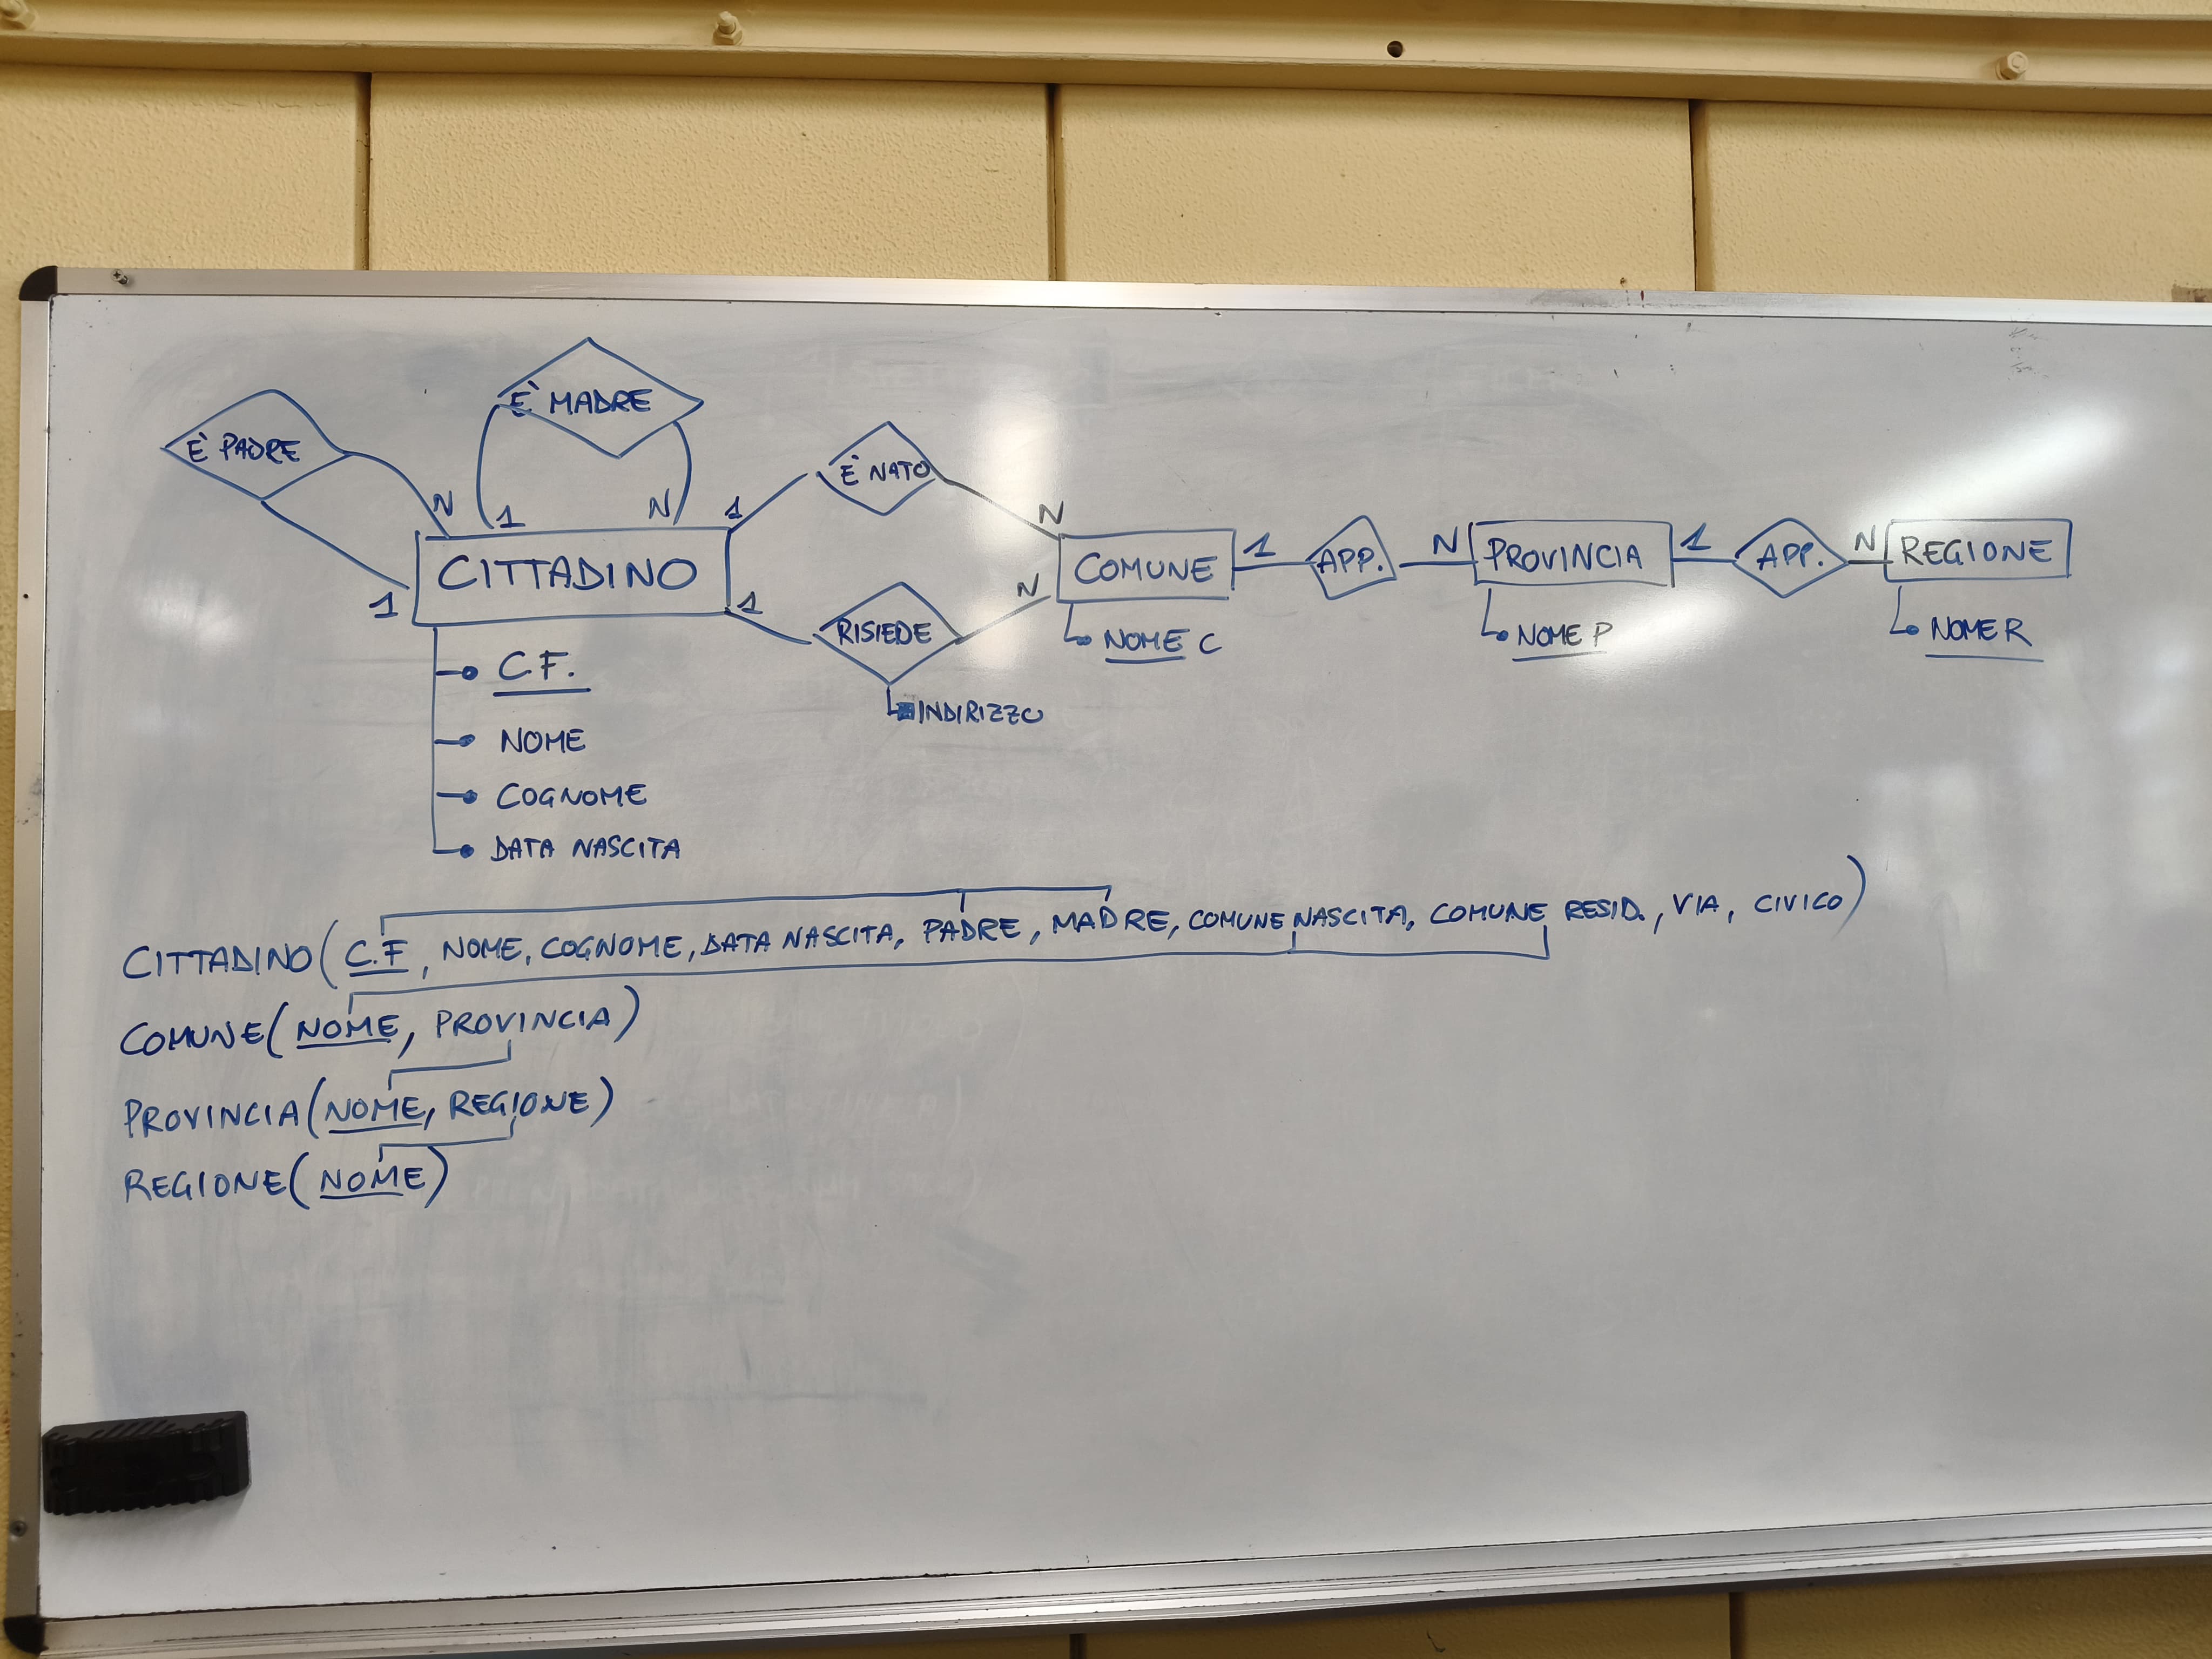 È MADRE
È PADRE
È NATO
N 1 N 1 N
CITTADINO
COMUNE 1 APP. N PROVINCIA 1 APP. N REGIONE
1 1 RISIEDE N
NOME C NOME P NOME R
C.F.
INDIRIZZO
NOME
COGNOME
DATA NASCITA
CITTADINO(C.F, NOME, COGNOME, DATA NASCITA, PADRE, MADRE, COMUNE NASCITA, COMUNE RESID., VIA, CIVICO)
COMUNE(NOME, PROVINCIA)
PROVINCIA(NOME, REGIONE)
REGIONE(NOME)